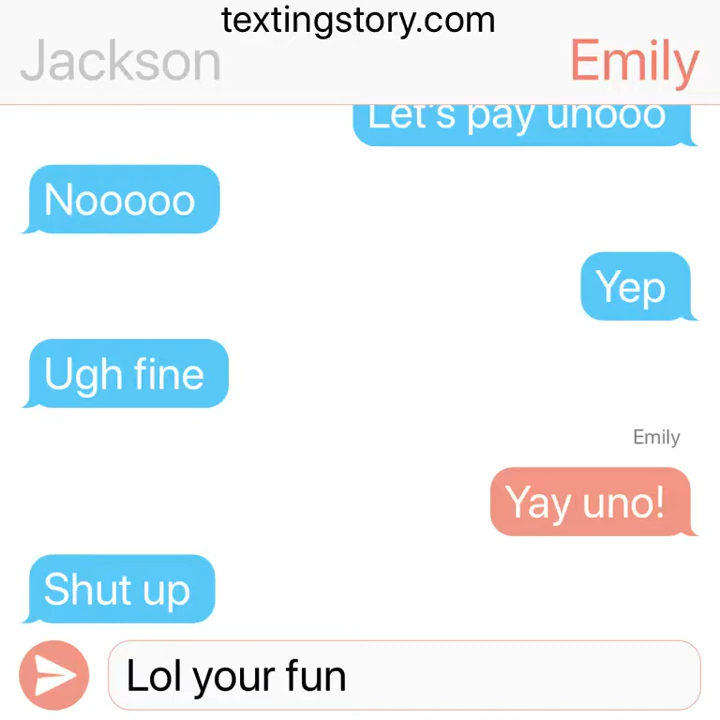 textingstory.com
Jackson Emily
Let's pay unooo
Nooooo
Yep
Ugh fine
Emily
Yay uno!
Shut up
Lol your fun